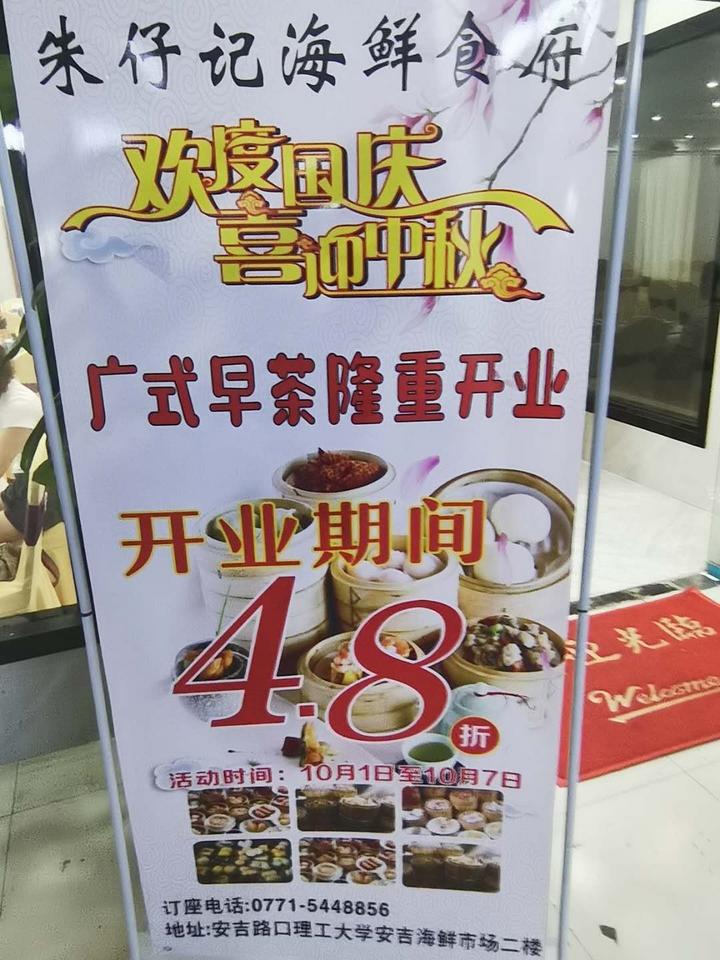 朱仔记海鲜食府
欢度国庆
喜迎中秋
广式早茶隆重开业
开业期间
4.8折
活动时间：10月1日至10月7日
订座电话:0771-5448856
地址:安吉路口理工大学安吉海鲜市场二楼
光臨
Welcome